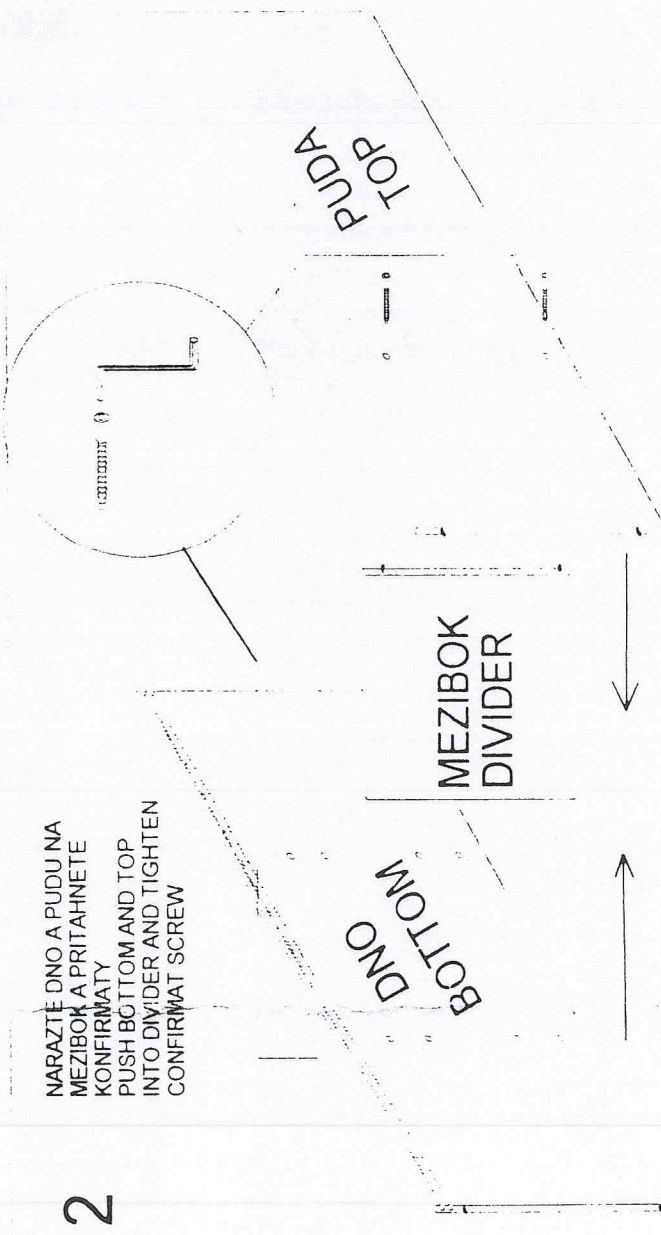 2
NARAZTE DNO A PUDU NA
MEZIBOK A PRITAHNETE
KONFIRMATY
PUSH BOTTOM AND TOP
INTO DIVIDER AND TIGHTEN
CONFIRMAT SCREW
DNO
BOTTOM
MEZIBOK
DIVIDER
PUDA
TOP